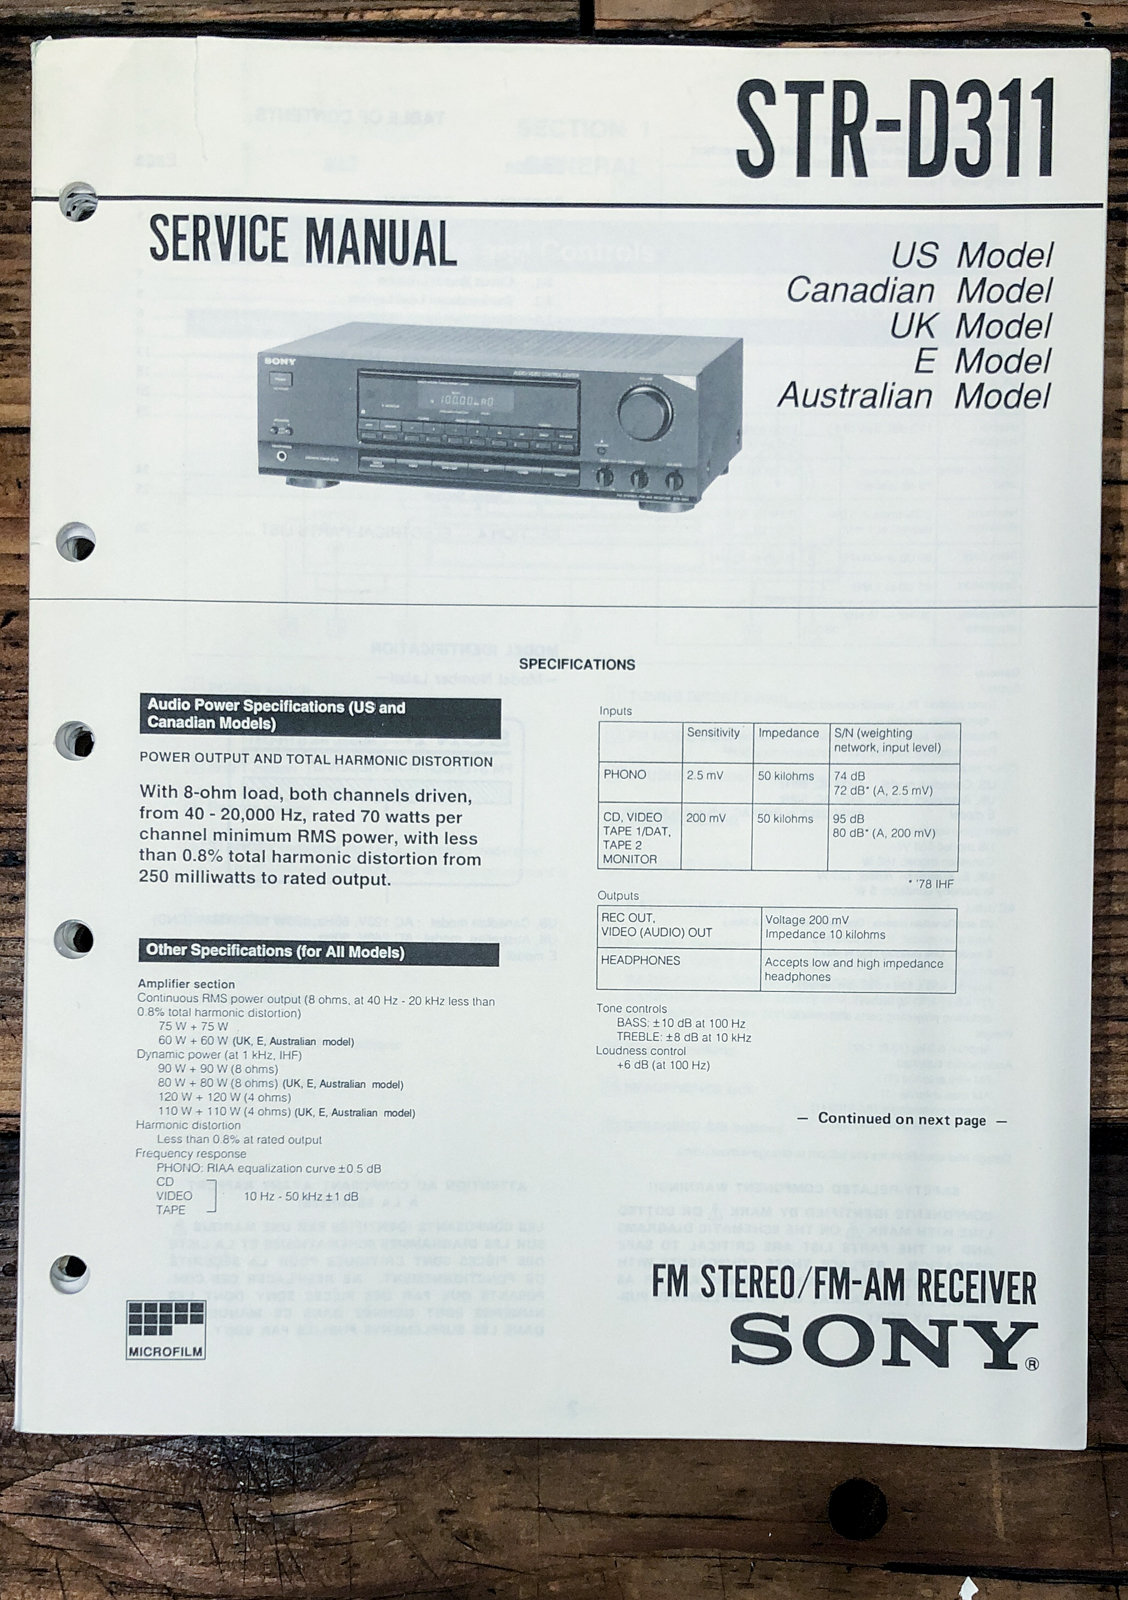 STR-D311
SERVICE MANUAL
US Model
Canadian Model
UK Model
E Model
Australian Model
SONY
SPECIFICATIONS
Audio Power Specifications (US and
Canadian Models)
POWER OUTPUT AND TOTAL HARMONIC DISTORTION
With 8-ohm load, both channels driven,
from 40 - 20,000 Hz, rated 70 watts per
channel minimum RMS power, with less
than 0.8% total harmonic distortion from
250 milliwatts to rated output.
Other Specifications (for All Models)
Amplifier section
Continuous RMS power output (8 ohms, at 40 Hz - 20 kHz less than
0.8% total harmonic distortion)
75 W + 75 W
60 W + 60 W (UK, E, Australian model)
Dynamic power (at 1 kHz, IHF)
90 W + 90 W (8 ohms)
80 W + 80 W (8 ohms) (UK, E, Australian model)
120 W + 120 W (4 ohms)
110 W + 110 W (4 ohms) (UK, E, Australian model)
Harmonic distortion
Less than 0.8% at rated output
Frequency response
PHONO: RIAA equalization curve ±0.5 dB
CD
VIDEO 10 Hz - 50 kHz ±1 dB
TAPE
Inputs
Sensitivity Impedance S/N (weighting
network, input level)
PHONO 2.5 mV 50 kilohms 74 dB
72 dB* (A, 2.5 mV)
CD, VIDEO 200 mV 50 kilohms 95 dB
TAPE 1/DAT, 80 dB* (A, 200 mV)
TAPE 2
MONITOR
* '78 IHF
Outputs
REC OUT, Voltage 200 mV
VIDEO (AUDIO) OUT Impedance 10 kilohms
HEADPHONES Accepts low and high impedance
headphones
Tone controls
BASS: ±10 dB at 100 Hz
TREBLE: ±8 dB at 10 kHz
Loudness control
+6 dB (at 100 Hz)
— Continued on next page —
MICROFILM
FM STEREO/FM-AM RECEIVER
SONY®